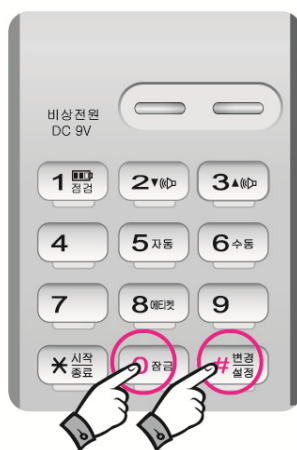 비상전원
DC 9V
1 점검
2▼
3▲
4
5 자동
6 수동
7
8 에티켓
9
* 시작
종료
0 잠금
# 변경
설정